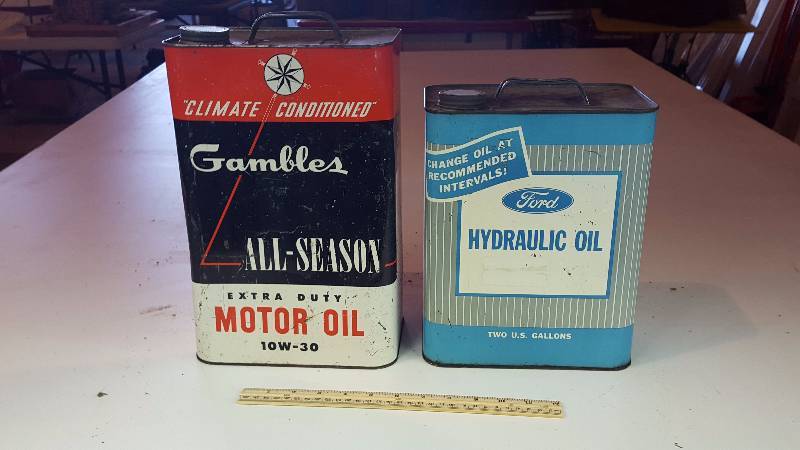 "CLIMATE CONDITIONED"
Gambles
ALL-SEASON
EXTRA DUTY
MOTOR OIL
10W-30
CHANGE OIL AT
RECOMMENDED
INTERVALS!
Ford
HYDRAULIC OIL
TWO U.S. GALLONS